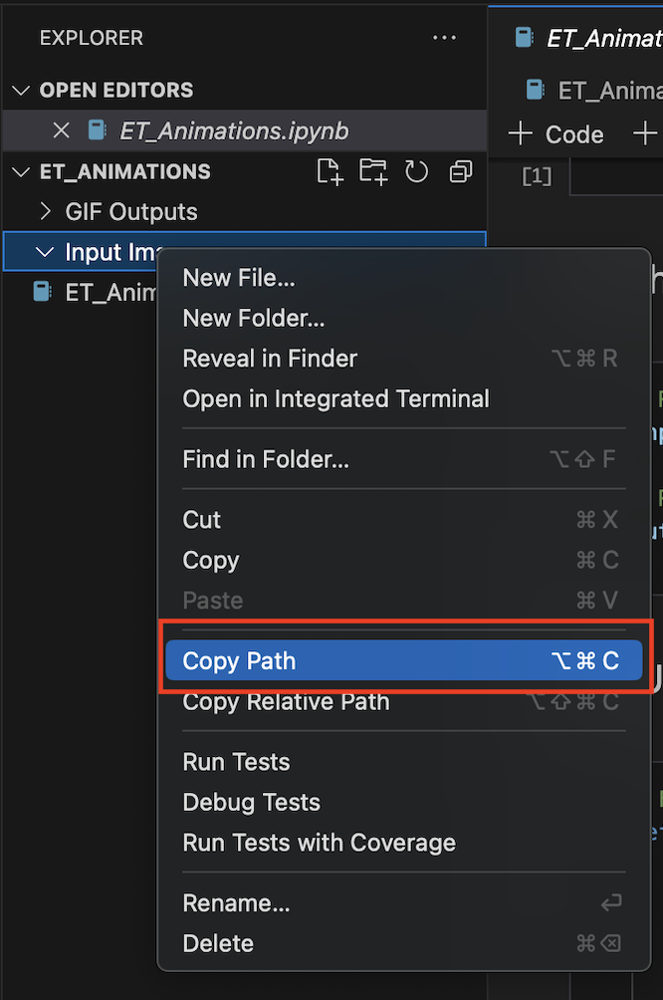 EXPLORER
ET_Animat
OPEN EDITORS
ET_Anima
ET_Animations.ipynb
+ Code +
ET_ANIMATIONS
[1]
GIF Outputs
Input Ima
ET_Anim
New File...
New Folder...
Reveal in Finder ⌥⌘R
Open in Integrated Terminal
Find in Folder... ⌥⇧F
Cut ⌘X
Copy ⌘C
Paste ⌘V
Copy Path ⌥⌘C
Copy Relative Path ⌥⇧⌘C
Run Tests
Debug Tests
Run Tests with Coverage
Rename... ↩
Delete ⌘⌫